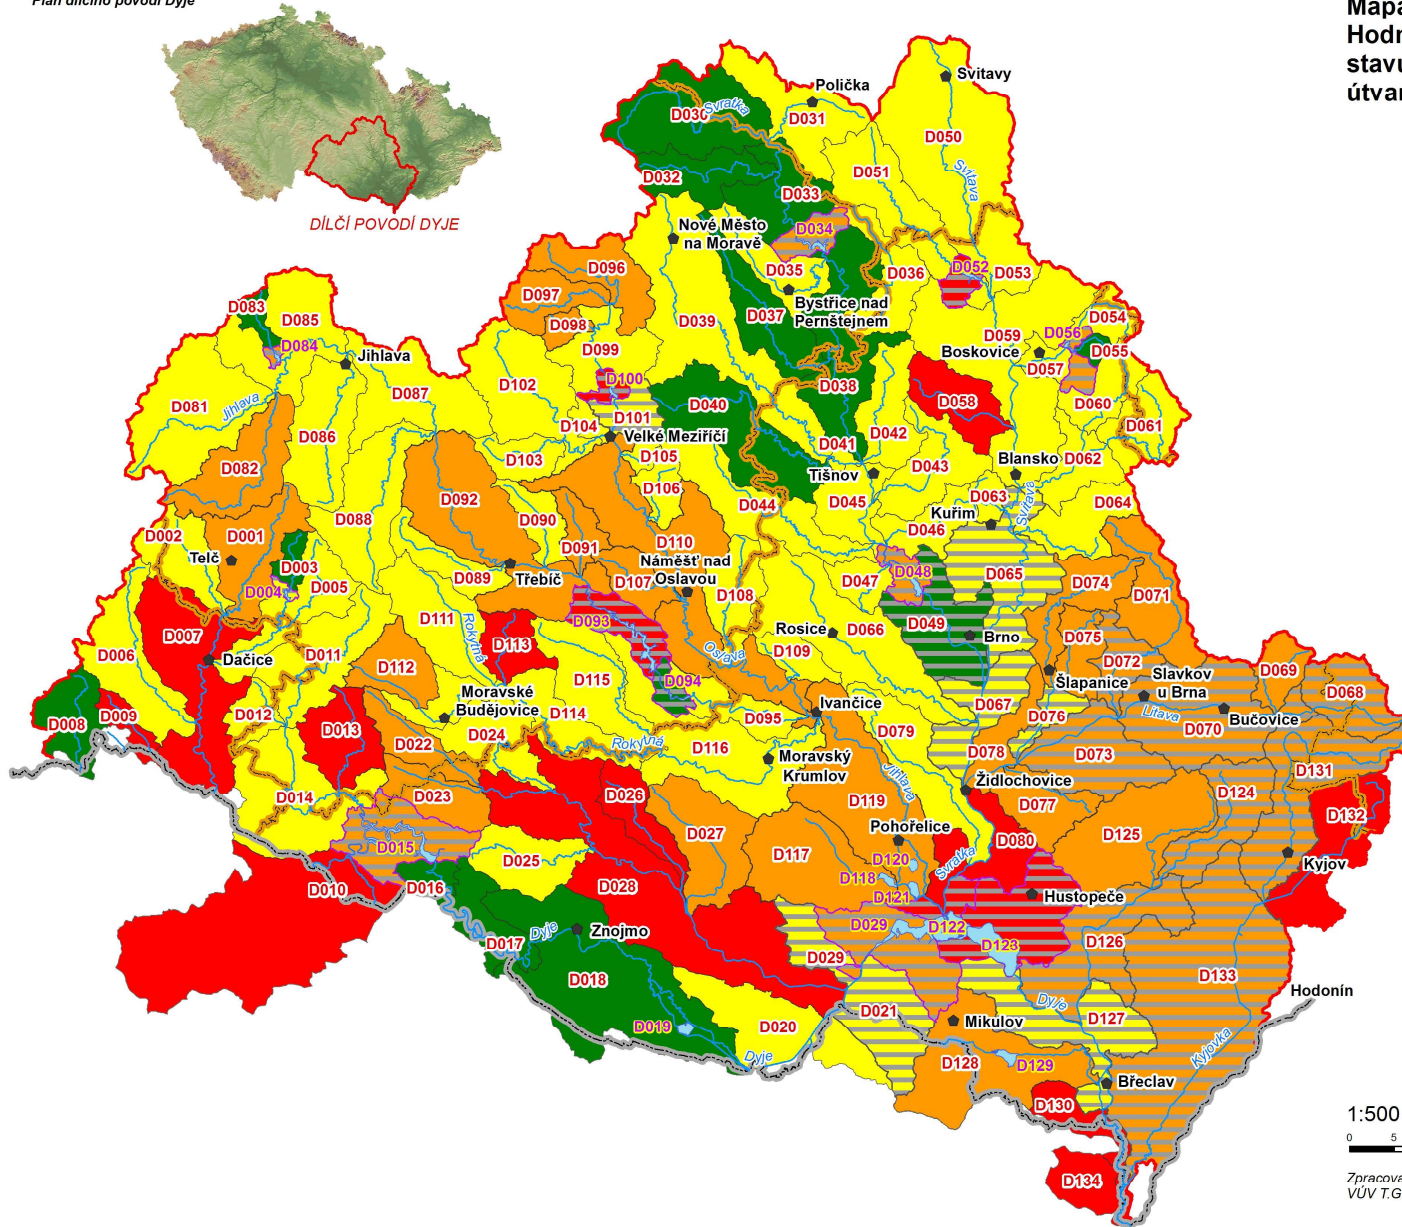 Plán dílčího povodí Dyje
DÍLČÍ POVODÍ DYJE
Mapa
Hodn
stavu
útvar
Svitavy
Polička
Svratka
D030
D031
D050
D051
Svitava
D032
D033
D034
Nové Město
na Moravě
D035
D036
D052
D053
D096
D097
D098
Bystřice nad
Pernštejnem
D037
D039
D083
D085
D084
Jihlava
D099
D059
D056
D054
D055
Boskovice
D057
D038
D100
D102
D087
D058
D060
D061
D081
Jihlava
D086
D040
D101
D104
Velké Meziříčí
D041
D042
D082
D103
D105
D106
Tišnov
D043
Blansko
D062
D092
D044
D045
D063
Svitava
D064
D088
D090
Kuřim
D046
D002
D001
Telč
D091
D110
Náměšť nad
Oslavou
D003
D004
D005
D089
Třebíč
D107
D108
D047
D048
D065
D074
D071
D111
Rokytná
D093
D049
Brno
D075
D007
D006
Dačice
D011
D112
D113
Rosice
D066
Oslava
D109
D072
Slavkov
u Brna
D069
D068
D115
D094
Šlapanice
D008
D009
D012
D013
Moravské
Budějovice
D114
D095
Ivančice
D067
D076
Litava
D070
Bučovice
D022
D024
Rokytná
D116
Moravský
Krumlov
D079
D078
D073
D131
Jihlava
Židlochovice
D014
D023
D026
D027
D119
D077
D124
D132
D015
D025
D117
Pohořelice
D080
D125
Kyjov
D010
D016
D028
D120
D118
D121
Svratka
Hustopeče
D017
Dyje
Znojmo
D029
D029
D122
D123
D126
D018
D133
Hodonín
D019
D020
D021
Dyje
Mikulov
D127
Dyje
D128
D129
Břeclav
Kyjovka
D130
D134
1:500
0 5
Zpracova
VÚV T.G